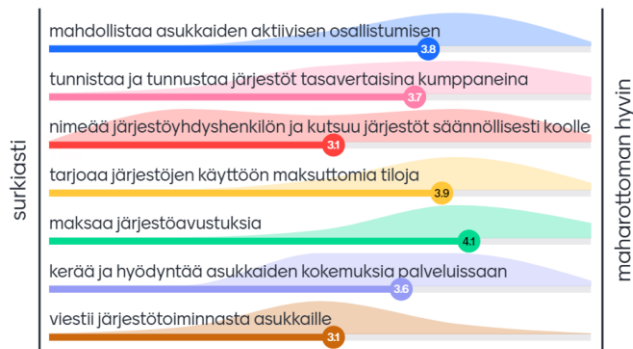 surkiasti
mahdollistaa asukkaiden aktiivisen osallistumisen
3.8
tunnistaa ja tunnustaa järjestöt tasavertaisina kumppaneina
3.7
nimeää järjestöyhdyshenkilön ja kutsuu järjestöt säännöllisesti koolle
3.1
tarjoaa järjestöjen käyttöön maksuttomia tiloja
3.9
maksaa järjestöavustuksia
4.1
kerää ja hyödyntää asukkaiden kokemuksia palveluissaan
3.6
viestii järjestötoiminnasta asukkaille
3.1
maharottoman hyvin